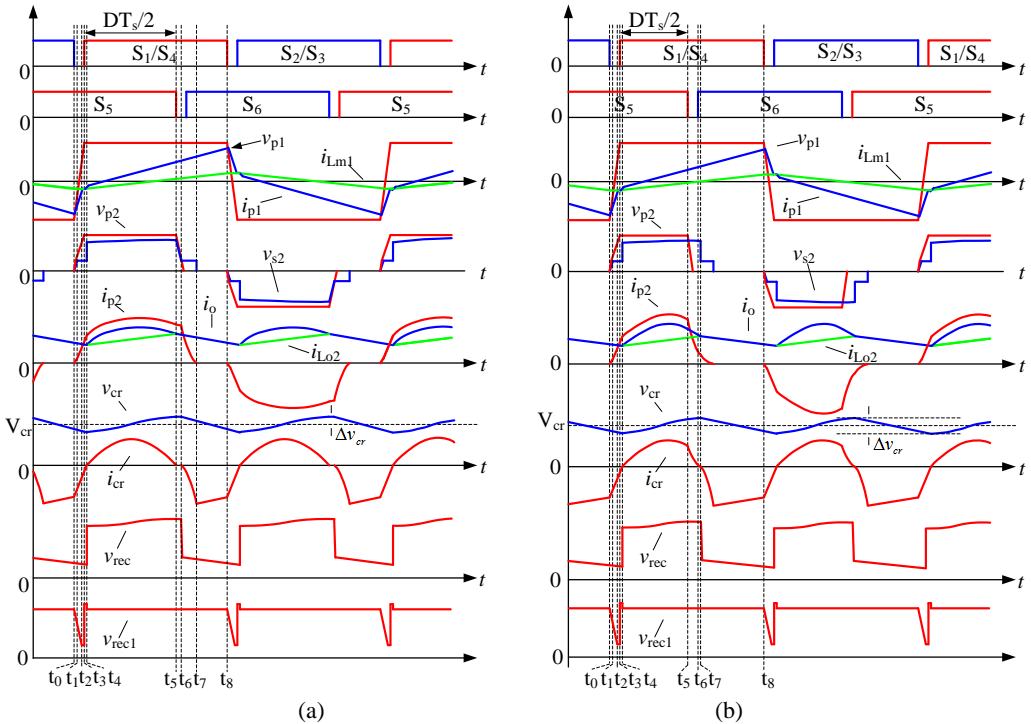 DTs/2
S1/S4
S2/S3
0
t
S5
S6
S5
0
t
vp1
iLm1
ip1
0
t
vp2
vs2
0
t
ip2
io
iLo2
0
t
vcr
Vcr
Δvcr
icr
0
t
vrec
0
t
vrec1
0
t
t0 t1 t2 t3 t4 t5 t6 t7 t8
(a)
DTs/2
S1/S4
S2/S3
S1/S4
0
t
S5
S6
S5
0
t
vp1
iLm1
ip1
0
t
vp2
vs2
0
t
ip2
io
iLo2
0
t
vcr
Vcr
Δvcr
icr
0
t
vrec
0
t
vrec1
0
t
t0 t1 t2 t3 t4 t5 t6 t7 t8
(b)